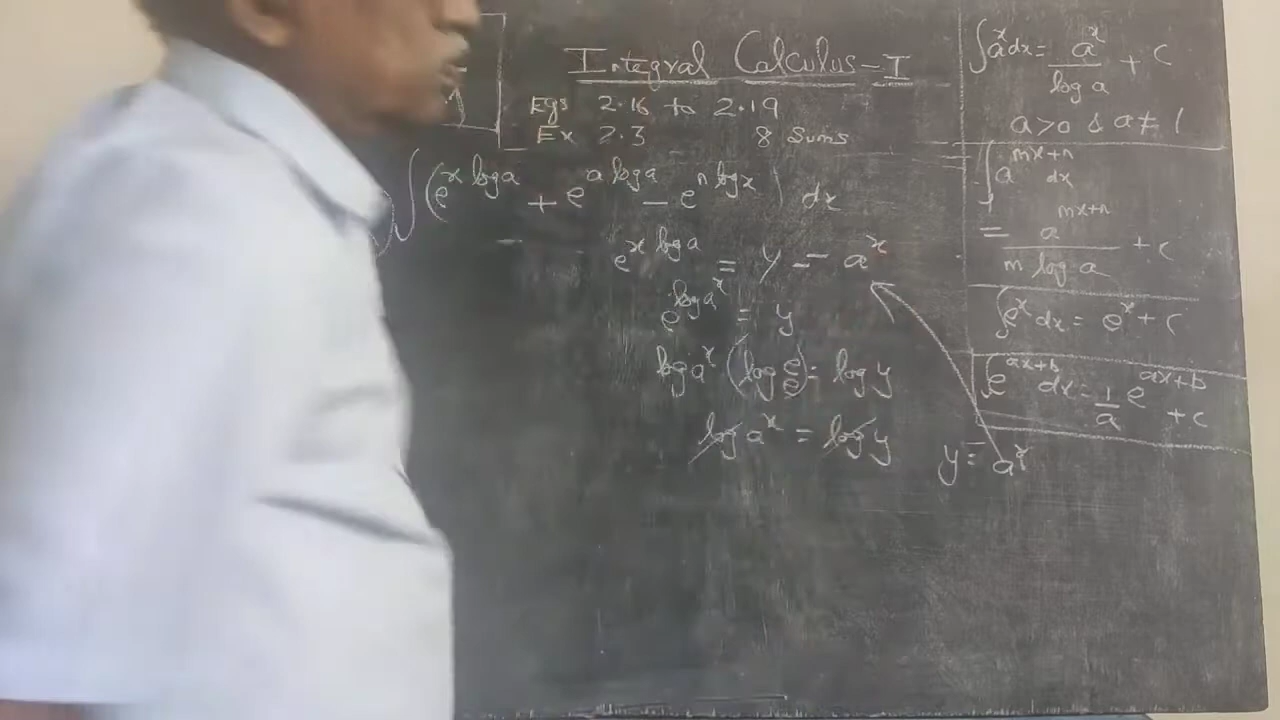 Integral Calculus - I
Egs 2.16 to 2.19
Ex 2.3 8 Sums
∫(e^{x log a} + e^{a log a} - e^{n log x}) dx
e^{x log a} = y = a^x
e^{log a^x} = y
log a^x (log_e e) = log y
log a^x = log y
y = a^x
∫a^x dx = a^x / log a + c
a>0 & a≠1
∫a^{mx+n} dx
= a^{mx+n} / m log a + c
∫e^x dx = e^x + c
∫e^{ax+b} dx = 1/a e^{ax+b} + c